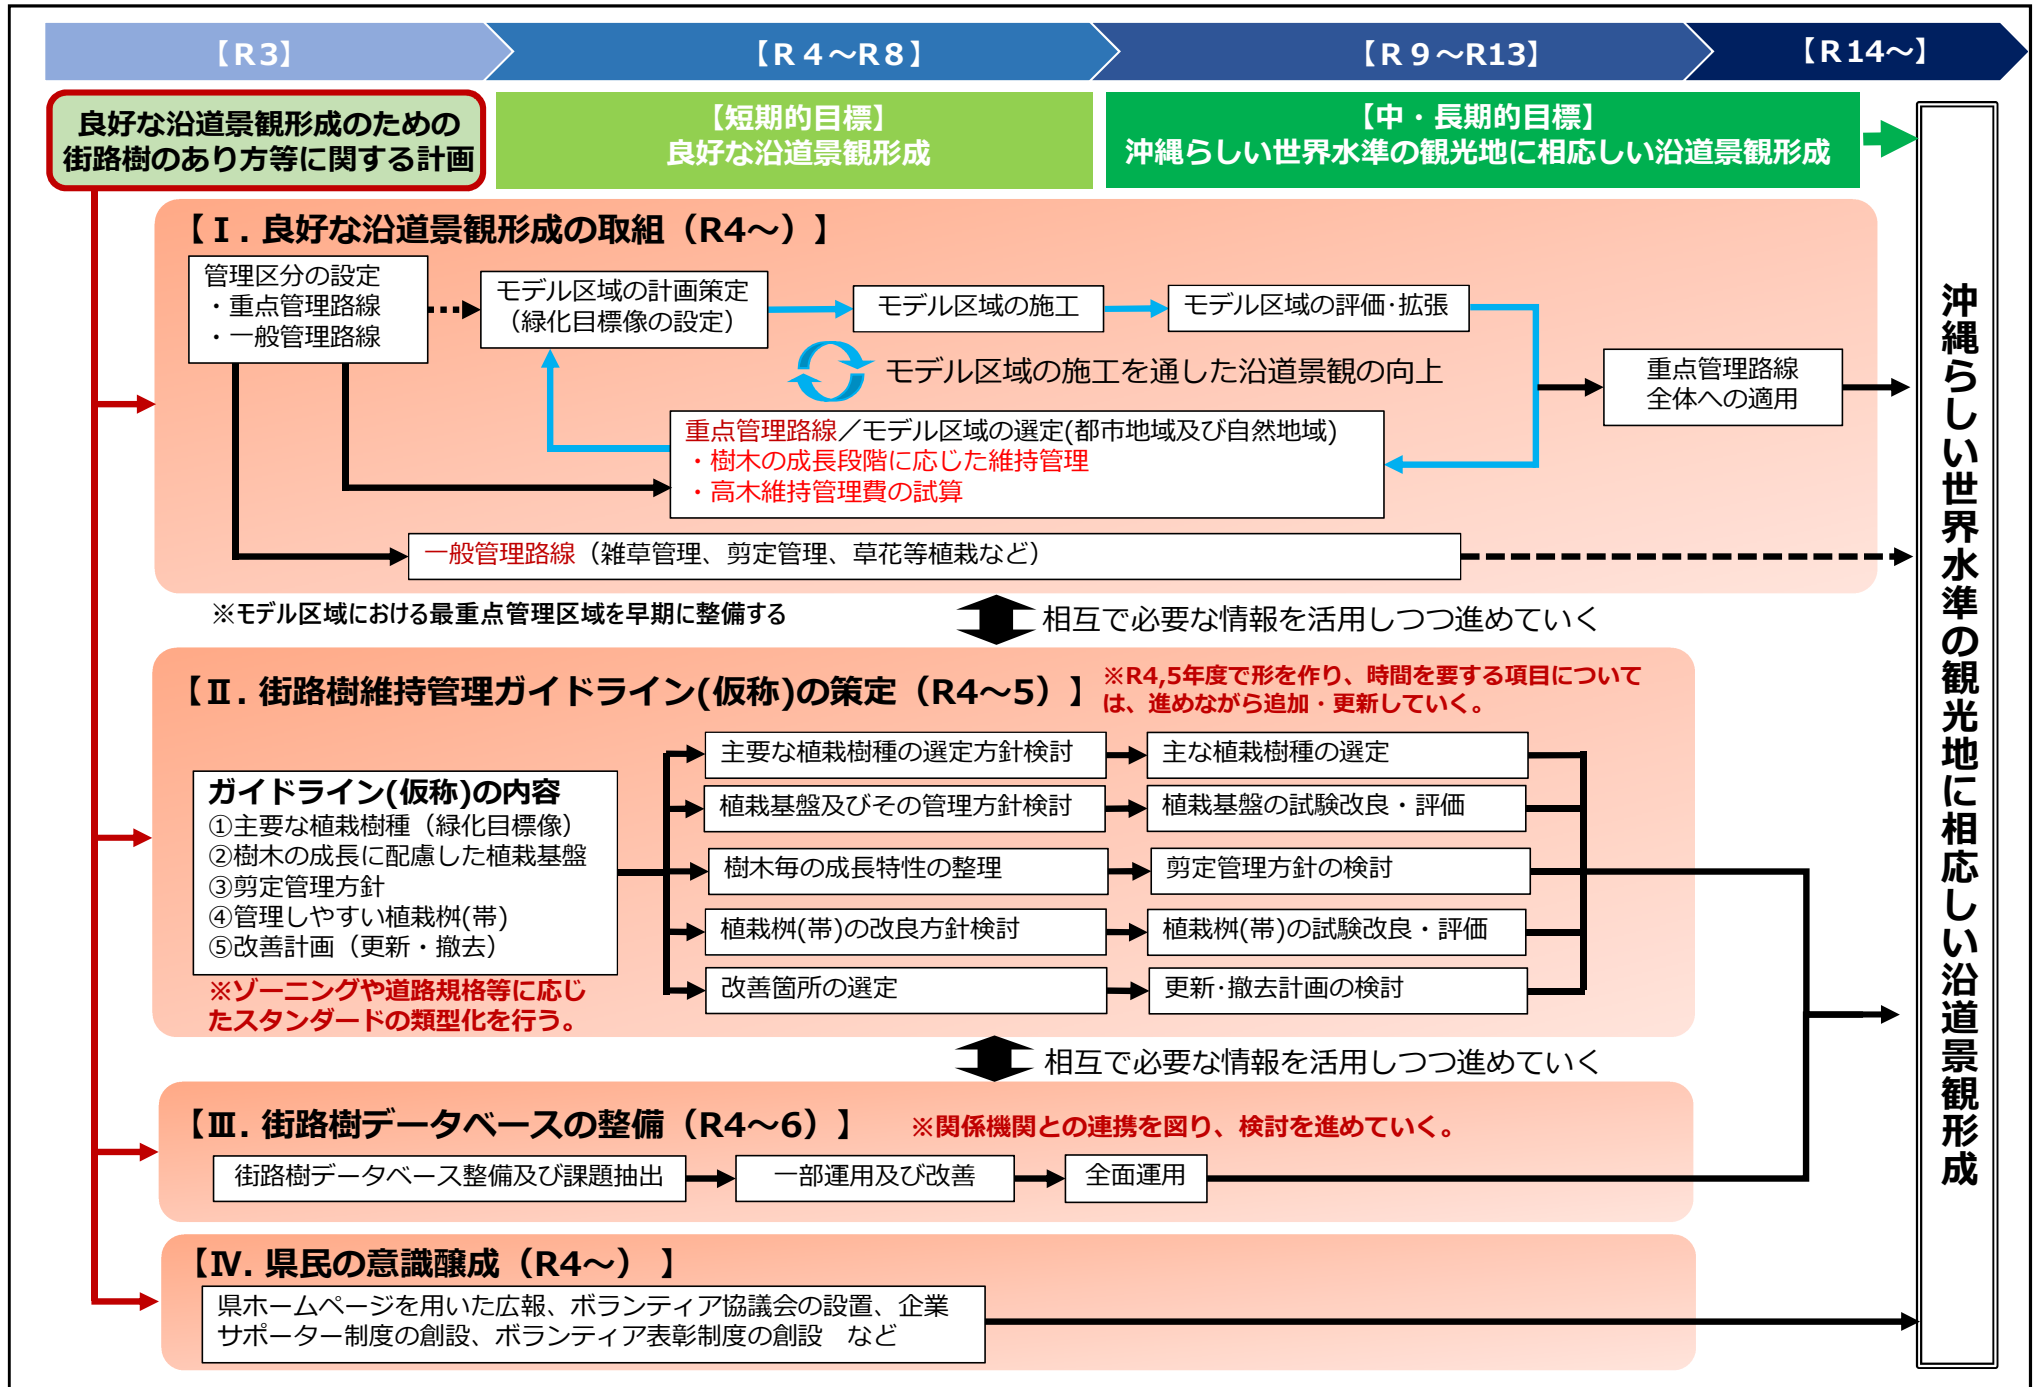 【R3】
【R 4～R8】
【R 9～R13】
【R 14～】
良好な沿道景観形成のための
街路樹のあり方等に関する計画
【短期的目標】
良好な沿道景観形成
【中・長期的目標】
沖縄らしい世界水準の観光地に相応しい沿道景観形成
【Ⅰ. 良好な沿道景観形成の取組（R4～）】
管理区分の設定
・重点管理路線
・一般管理路線
モデル区域の計画策定
（緑化目標像の設定）
モデル区域の施工
モデル区域の評価･拡張
モデル区域の施工を通した沿道景観の向上
重点管理路線
全体への適用
重点管理路線／モデル区域の選定(都市地域及び自然地域)
・樹木の成長段階に応じた維持管理
・高木維持管理費の試算
一般管理路線（雑草管理、剪定管理、草花等植栽など）
※モデル区域における最重点管理区域を早期に整備する
相互で必要な情報を活用しつつ進めていく
【Ⅱ. 街路樹維持管理ガイドライン(仮称)の策定（R4～5）】
※R4,5年度で形を作り、時間を要する項目について
は、進めながら追加・更新していく。
ガイドライン(仮称)の内容
①主要な植栽樹種（緑化目標像）
②樹木の成長に配慮した植栽基盤
③剪定管理方針
④管理しやすい植栽桝(帯)
⑤改善計画（更新・撤去）
※ゾーニングや道路規格等に応じ
たスタンダードの類型化を行う。
主要な植栽樹種の選定方針検討
主な植栽樹種の選定
植栽基盤及びその管理方針検討
植栽基盤の試験改良・評価
樹木毎の成長特性の整理
剪定管理方針の検討
植栽桝(帯)の改良方針検討
植栽桝(帯)の試験改良・評価
改善箇所の選定
更新･撤去計画の検討
相互で必要な情報を活用しつつ進めていく
【Ⅲ. 街路樹データベースの整備（R4～6）】
※関係機関との連携を図り、検討を進めていく。
街路樹データベース整備及び課題抽出
一部運用及び改善
全面運用
【Ⅳ. 県民の意識醸成（R4～） 】
県ホームページを用いた広報、ボランティア協議会の設置、企業
サポーター制度の創設、ボランティア表彰制度の創設　など
沖縄らしい世界水準の観光地に相応しい沿道景観形成